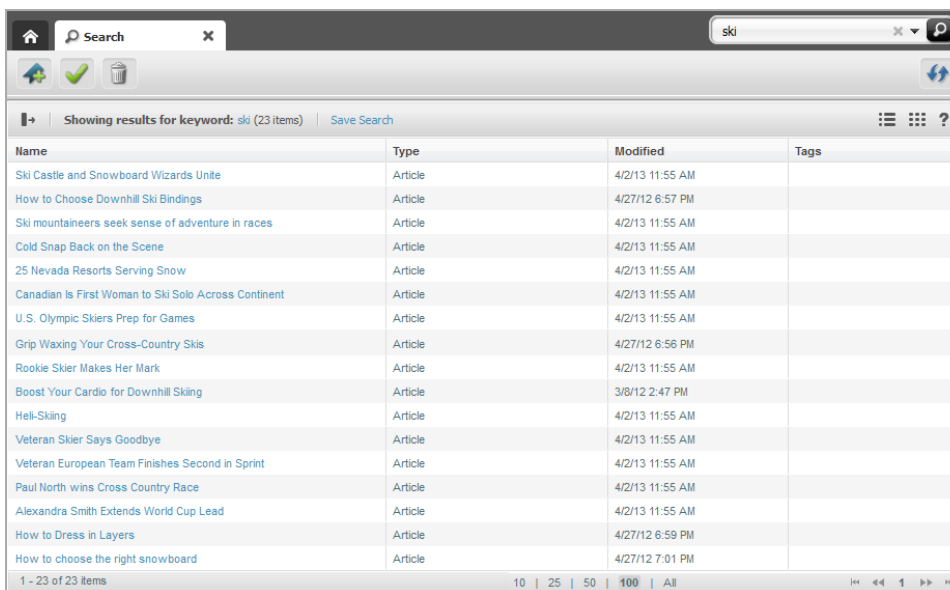 Search
ski
Showing results for keyword: ski (23 items) Save Search ?
Name Type Modified Tags
Ski Castle and Snowboard Wizards Unite Article 4/2/13 11:55 AM
How to Choose Downhill Ski Bindings Article 4/27/12 6:57 PM
Ski mountaineers seek sense of adventure in races Article 4/2/13 11:55 AM
Cold Snap Back on the Scene Article 4/2/13 11:55 AM
25 Nevada Resorts Serving Snow Article 4/2/13 11:55 AM
Canadian Is First Woman to Ski Solo Across Continent Article 4/2/13 11:55 AM
U.S. Olympic Skiers Prep for Games Article 4/2/13 11:55 AM
Grip Waxing Your Cross-Country Skis Article 4/27/12 6:56 PM
Rookie Skier Makes Her Mark Article 4/2/13 11:55 AM
Boost Your Cardio for Downhill Skiing Article 3/8/12 2:47 PM
Heli-Skiing Article 4/2/13 11:55 AM
Veteran Skier Says Goodbye Article 4/2/13 11:55 AM
Veteran European Team Finishes Second in Sprint Article 4/2/13 11:55 AM
Paul North wins Cross Country Race Article 4/2/13 11:55 AM
Alexandra Smith Extends World Cup Lead Article 4/2/13 11:55 AM
How to Dress in Layers Article 4/27/12 6:59 PM
How to choose the right snowboard Article 4/27/12 7:01 PM
1 - 23 of 23 items 10 | 25 | 50 | 100 | All 1